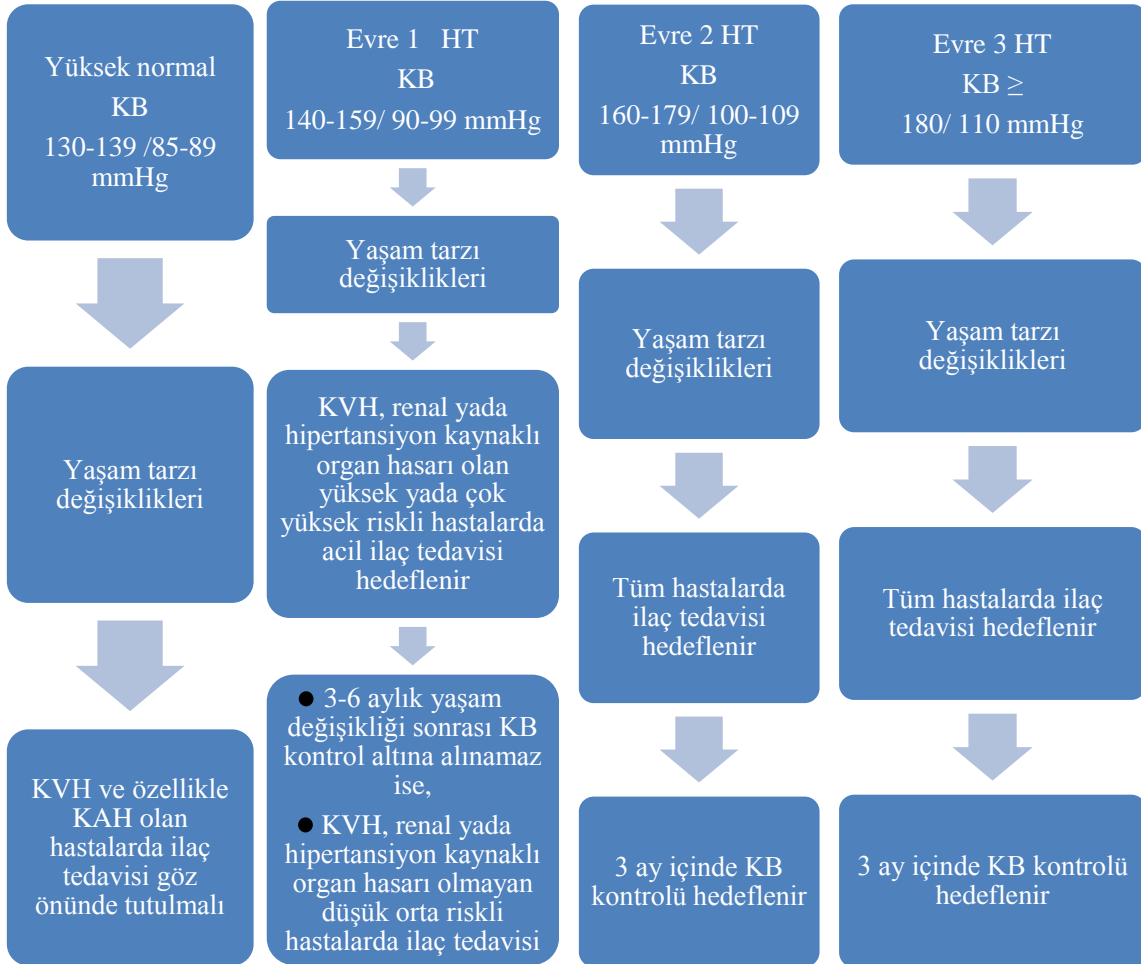 Yüksek normal
KB
130-139 /85-89
mmHg
Yaşam tarzı
değişiklikleri
KVH ve özellikle
KAH olan
hastalarda ilaç
tedavisi göz
önünde tutulmalı
Evre 1 HT
KB
140-159/ 90-99 mmHg
Yaşam tarzı
değişiklikleri
KVH, renal yada
hipertansiyon kaynaklı
organ hasarı olan
yüksek yada çok
yüksek riskli hastalarda
acil ilaç tedavisi
hedeflenir
● 3-6 aylık yaşam
değişikliği sonrası KB
kontrol altına alınamaz
ise,
● KVH, renal yada
hipertansiyon kaynaklı
organ hasarı olmayan
düşük orta riskli
hastalarda ilaç tedavisi
Evre 2 HT
KB
160-179/ 100-109
mmHg
Yaşam tarzı
değişiklikleri
Tüm hastalarda
ilaç tedavisi
hedeflenir
3 ay içinde KB
kontrolü hedeflenir
Evre 3 HT
KB ≥
180/ 110 mmHg
Yaşam tarzı
değişiklikleri
Tüm hastalarda ilaç
tedavisi hedeflenir
3 ay içinde KB kontrolü
hedeflenir